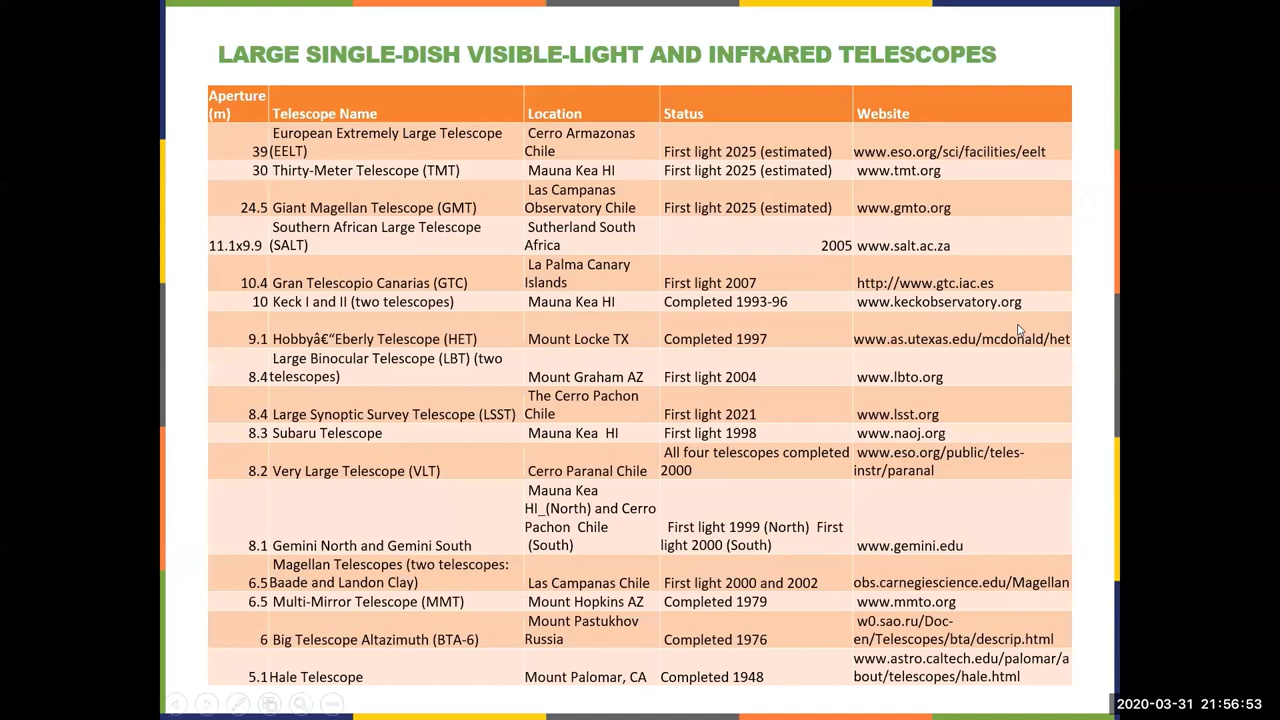 LARGE SINGLE-DISH VISIBLE-LIGHT AND INFRARED TELESCOPES
Aperture (m) Telescope Name Location Status Website
39 European Extremely Large Telescope (EELT) Cerro Armazonas Chile First light 2025 (estimated) www.eso.org/sci/facilities/eelt
30 Thirty-Meter Telescope (TMT) Mauna Kea HI First light 2025 (estimated) www.tmt.org
24.5 Giant Magellan Telescope (GMT) Las Campanas Observatory Chile First light 2025 (estimated) www.gmto.org
11.1x9.9 Southern African Large Telescope (SALT) Sutherland South Africa 2005 www.salt.ac.za
10.4 Gran Telescopio Canarias (GTC) La Palma Canary Islands First light 2007 http://www.gtc.iac.es
10 Keck I and II (two telescopes) Mauna Kea HI Completed 1993-96 www.keckobservatory.org
9.1 Hobbyâ€“Eberly Telescope (HET) Mount Locke TX Completed 1997 www.as.utexas.edu/mcdonald/het
8.4 Large Binocular Telescope (LBT) (two telescopes) Mount Graham AZ First light 2004 www.lbto.org
8.4 Large Synoptic Survey Telescope (LSST) The Cerro Pachon Chile First light 2021 www.lsst.org
8.3 Subaru Telescope Mauna Kea HI First light 1998 www.naoj.org
8.2 Very Large Telescope (VLT) Cerro Paranal Chile All four telescopes completed 2000 www.eso.org/public/teles-instr/paranal
8.1 Gemini North and Gemini South Mauna Kea HI_(North) and Cerro Pachon Chile (South) First light 1999 (North) First light 2000 (South) www.gemini.edu
6.5 Magellan Telescopes (two telescopes: Baade and Landon Clay) Las Campanas Chile First light 2000 and 2002 obs.carnegiescience.edu/Magellan
6.5 Multi-Mirror Telescope (MMT) Mount Hopkins AZ Completed 1979 www.mmto.org
6 Big Telescope Altazimuth (BTA-6) Mount Pastukhov Russia Completed 1976 w0.sao.ru/Doc-en/Telescopes/bta/descrip.html
5.1 Hale Telescope Mount Palomar, CA Completed 1948 www.astro.caltech.edu/palomar/about/telescopes/hale.html
2020-03-31 21:56:53